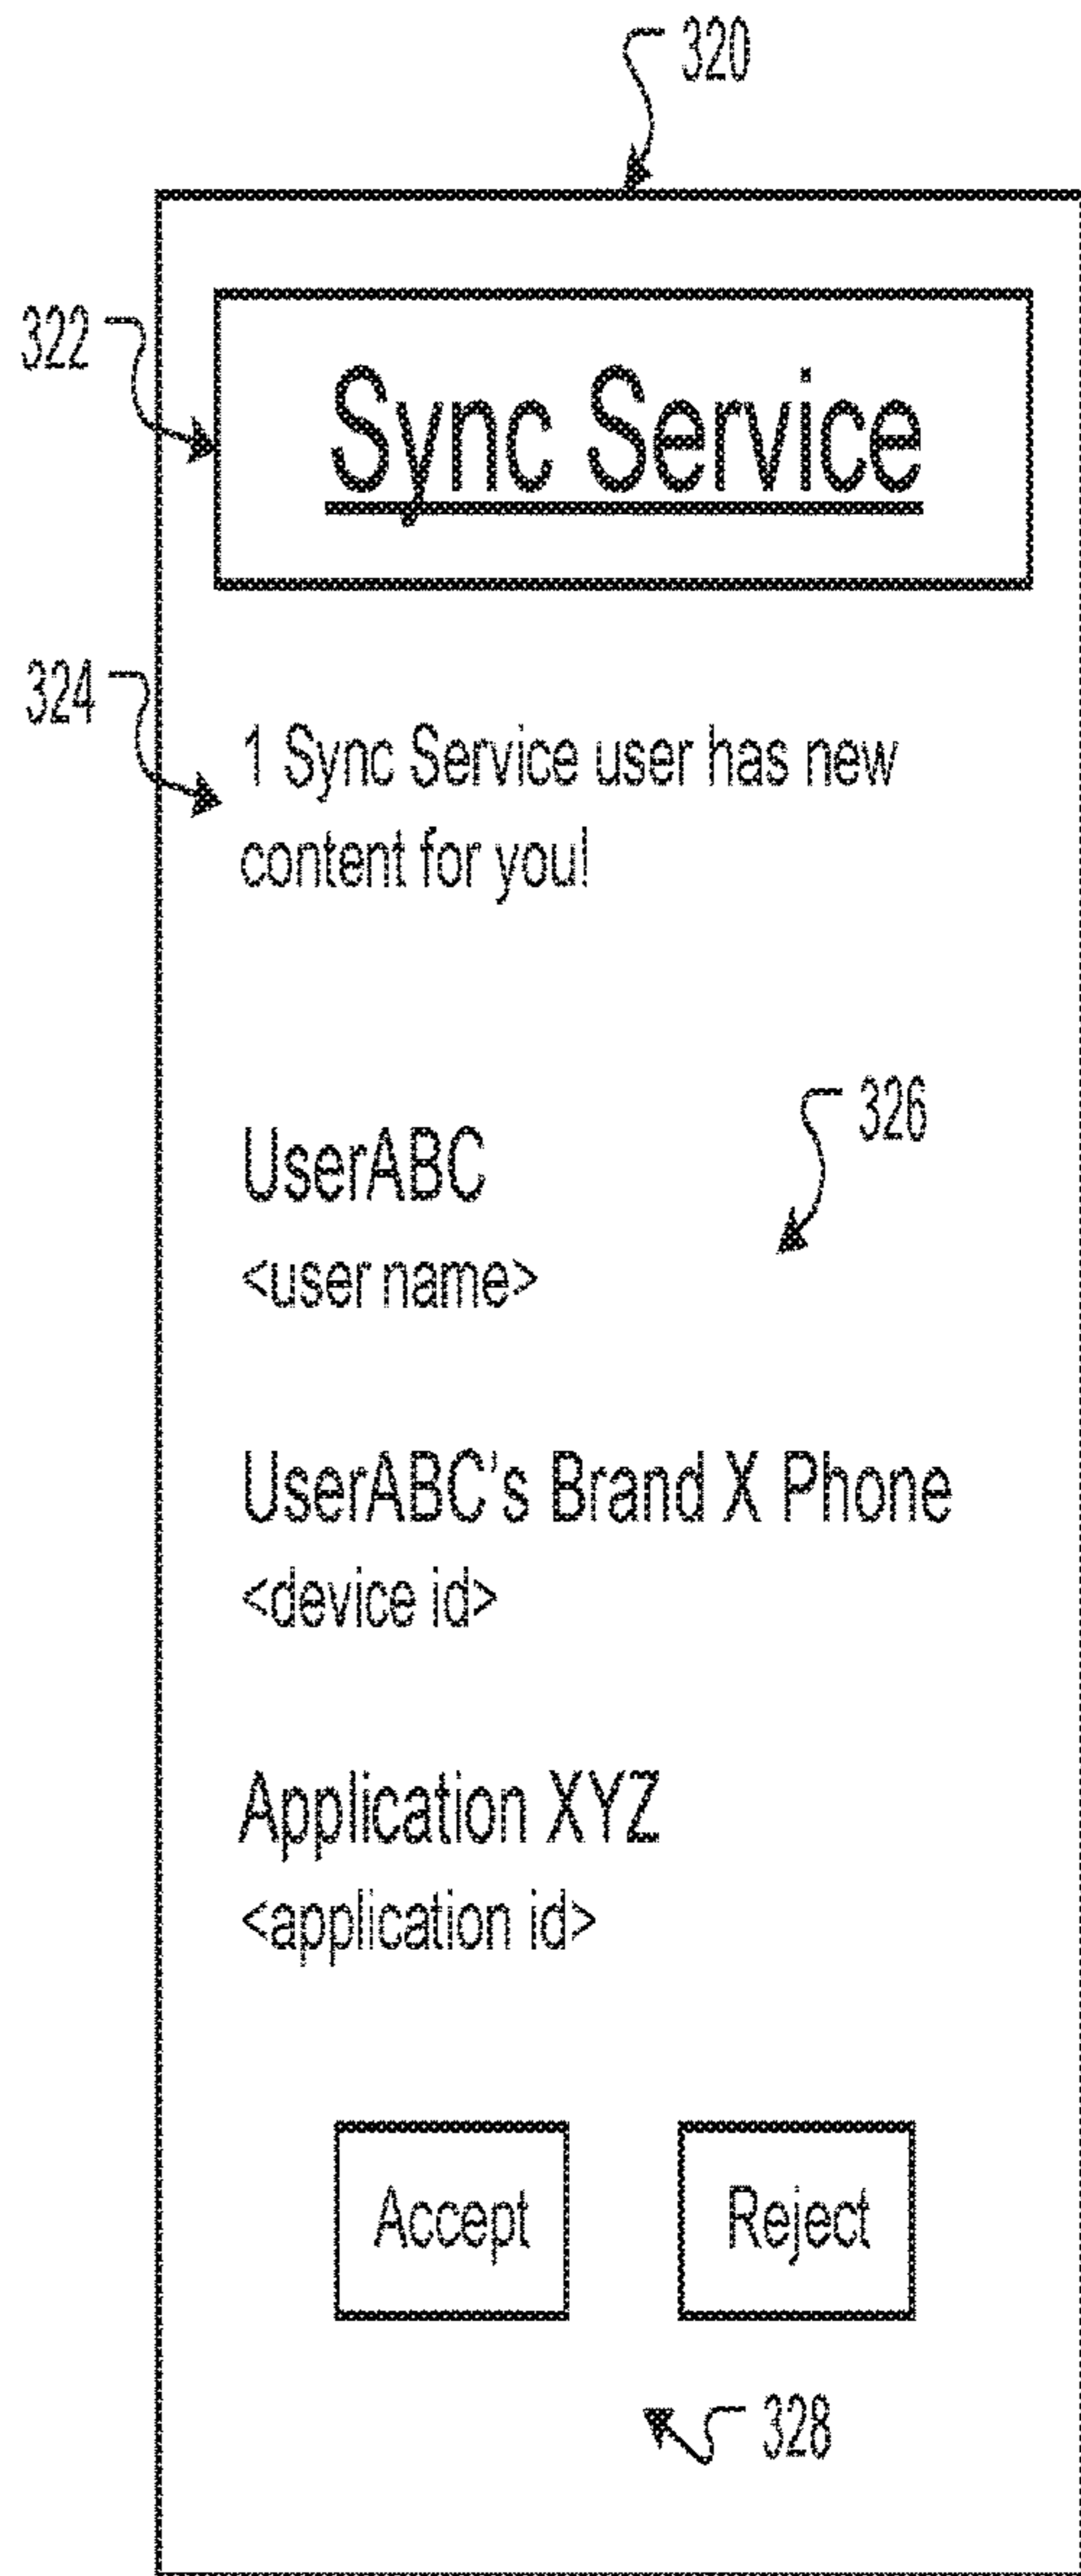 320
322
Sync Service
324
1 Sync Service user has new
content for you!
326
UserABC
<user name>
UserABC's Brand X Phone
<device id>
Application XYZ
<application id>
Accept Reject
328